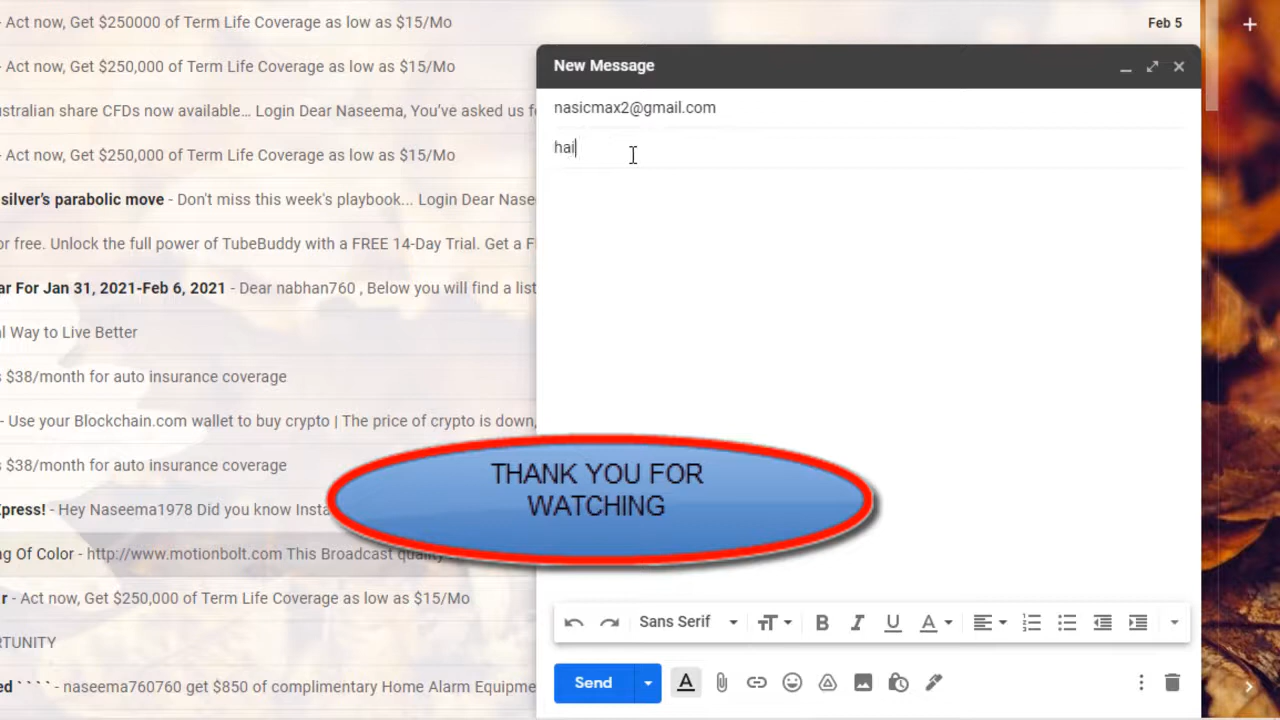 - Act now, Get $250000 of Term Life Coverage as low as $15/Mo
Feb 5
- Act now, Get $250,000 of Term Life Coverage as low as $15/Mo
ustralian share CFDs now available… Login Dear Naseema, You've asked us f
- Act now, Get $250,000 of Term Life Coverage as low as $15/Mo
silver's parabolic move - Don't miss this week's playbook... Login Dear Nase
or free. Unlock the full power of TubeBuddy with a FREE 14-Day Trial. Get a F
ar For Jan 31, 2021-Feb 6, 2021 - Dear nabhan760 , Below you will find a list
al Way to Live Better
s $38/month for auto insurance coverage
- Use your Blockchain.com wallet to buy crypto | The price of crypto is down,
s $38/month for auto insurance coverage
xpress! - Hey Naseema1978 Did you know Insta
ng Of Color - http://www.motionbolt.com This Broadcast quality
r - Act now, Get $250,000 of Term Life Coverage as low as $15/Mo
RTUNITY
ed ```` - naseema760760 get $850 of complimentary Home Alarm Equipme
New Message
nasicmax2@gmail.com
hai
THANK YOU FOR
WATCHING
Sans Serif
Send